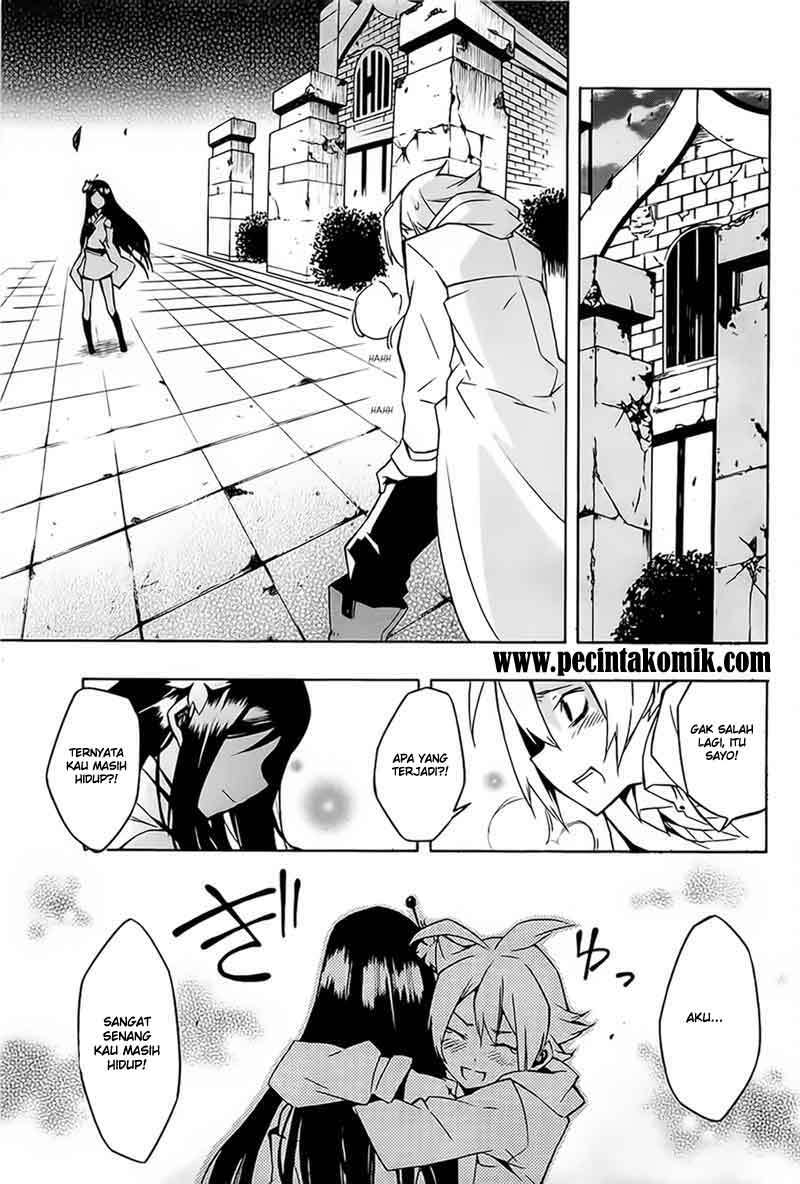 HAHH
HAHH
www.pecintakomik.com
GAK SALAH
LAGI, ITU
SAYO!
APA YANG
TERJADI?!
TERNYATA
KAU MASIH
HIDUP?!
ぎゅっ
AKU...
SANGAT
SENANG
KAU MASIH
HIDUP!